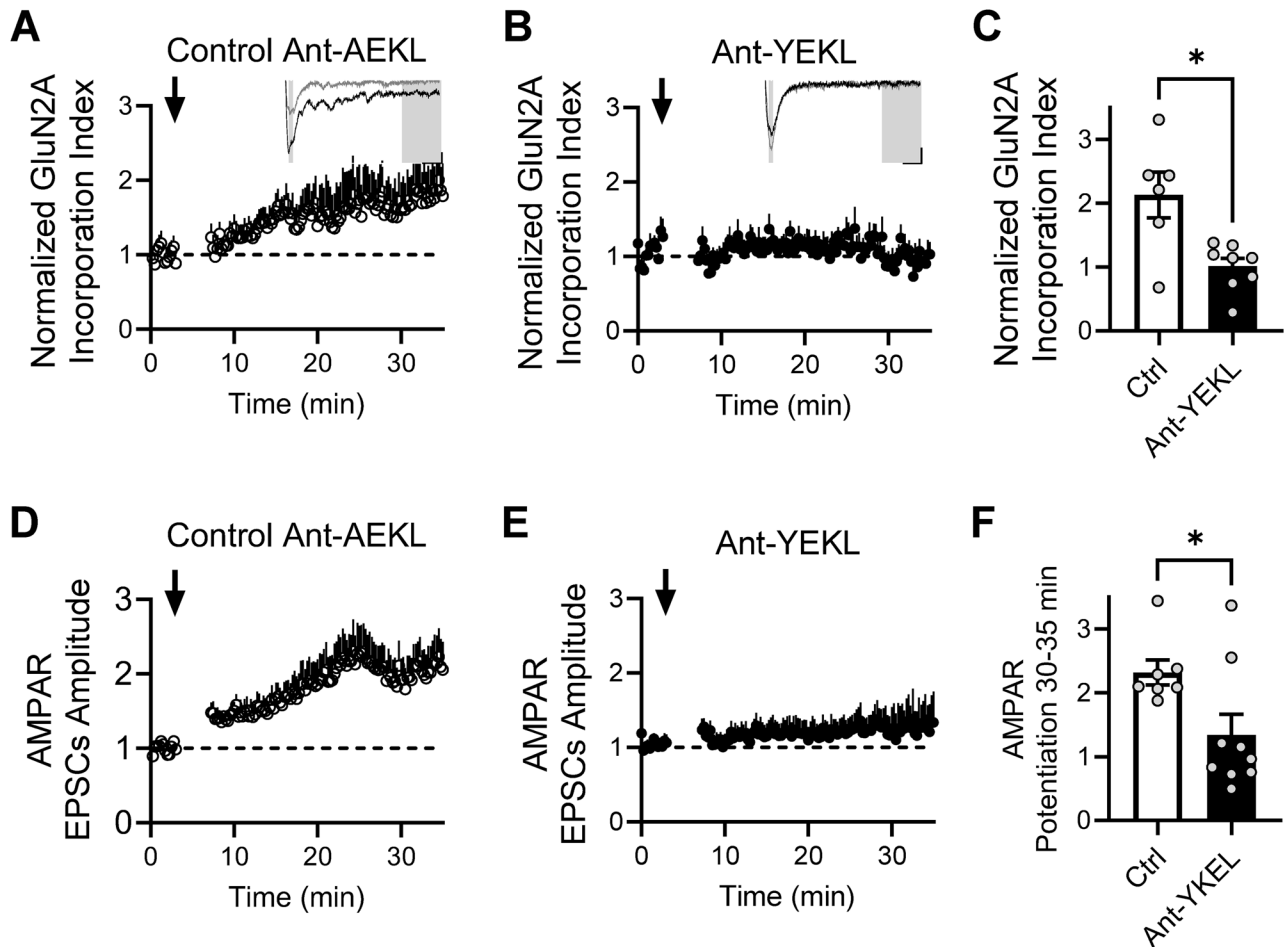 A
Control Ant-AEKL
Normalized GluN2A
Incorporation Index
3
2
1
0
0 10 20 30
Time (min)
B
Ant-YEKL
Normalized GluN2A
Incorporation Index
3
2
1
0
0 10 20 30
Time (min)
C
*
Normalized GluN2A
Incorporation Index
3
2
1
0
Ctrl
Ant-YEKL
D
Control Ant-AEKL
AMPAR
EPSCs Amplitude
3
2
1
0
0 10 20 30
Time (min)
E
Ant-YEKL
AMPAR
EPSCs Amplitude
3
2
1
0
0 10 20 30
Time (min)
F
*
AMPAR
Potentiation 30-35 min
3
2
1
0
Ctrl
Ant-YKEL